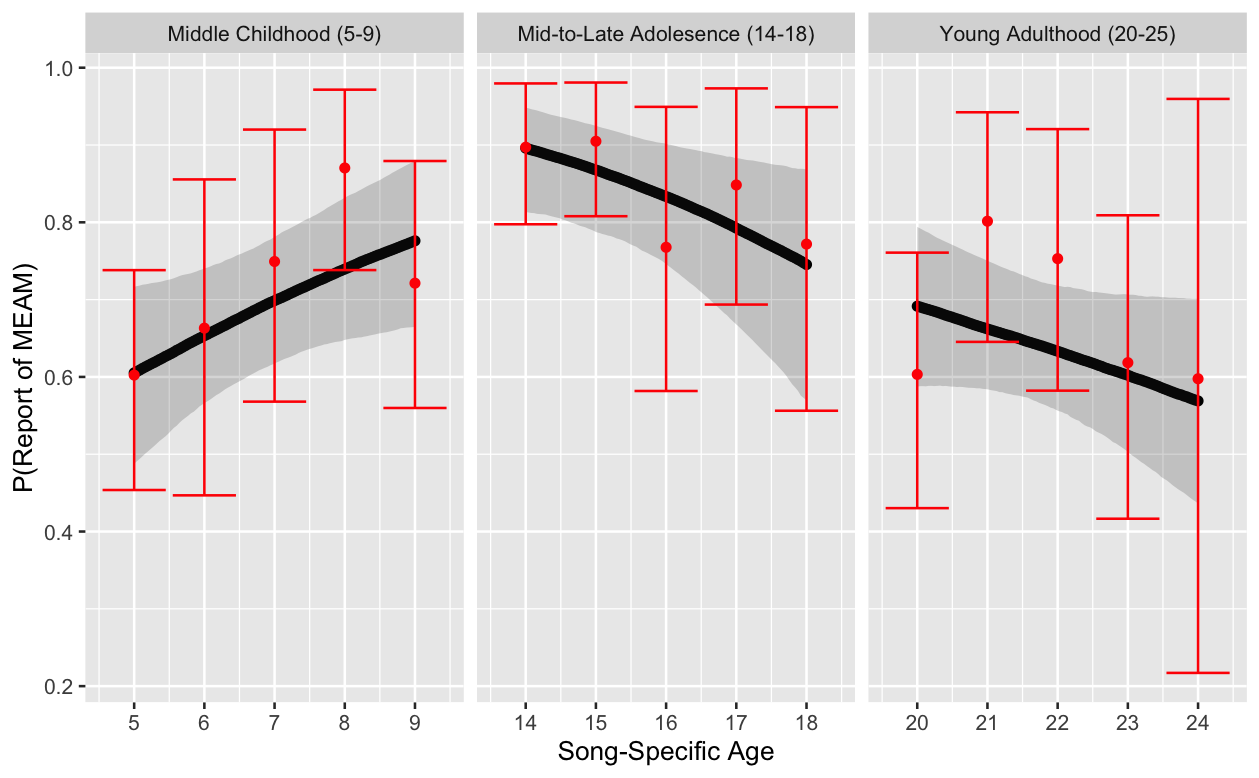 Middle Childhood (5-9)
Mid-to-Late Adolesence (14-18)
Young Adulthood (20-25)
P(Report of MEAM)
1.0
0.8
0.6
0.4
0.2
5 6 7 8 9
14 15 16 17 18
20 21 22 23 24
Song-Specific Age